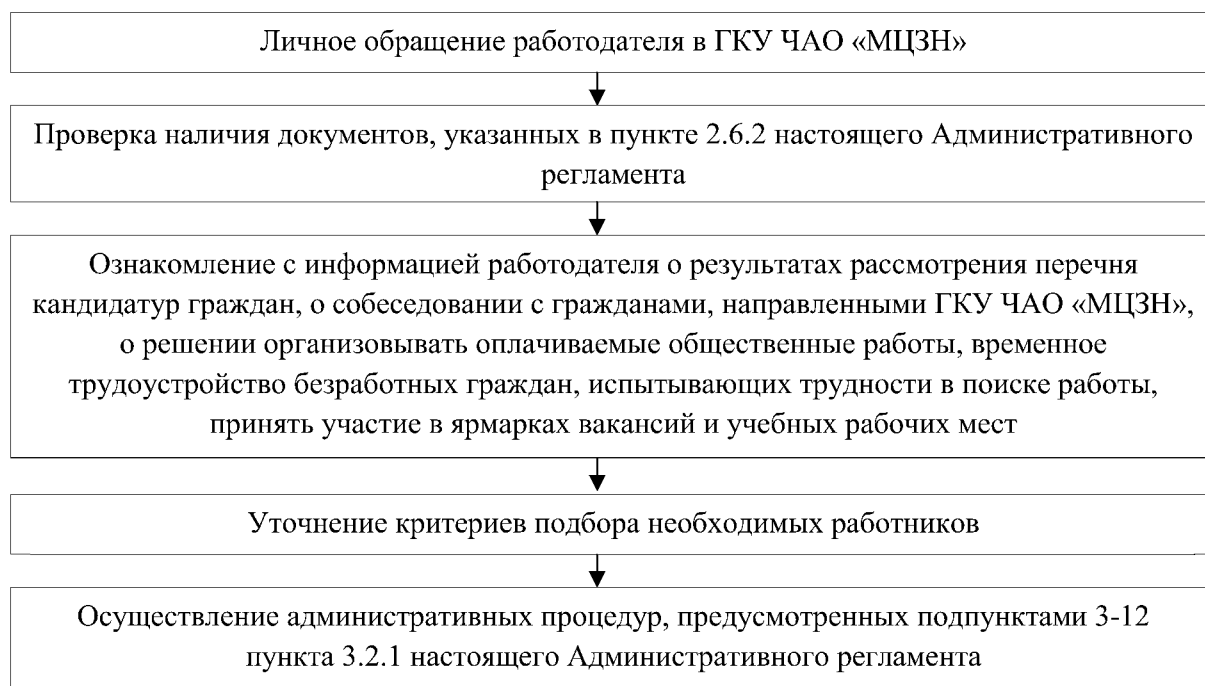 Личное обращение работодателя в ГКУ ЧАО «МЦЗН»
Проверка наличия документов, указанных в пункте 2.6.2 настоящего Административного
регламента
Ознакомление с информацией работодателя о результатах рассмотрения перечня
кандидатур граждан, о собеседовании с гражданами, направленными ГКУ ЧАО «МЦЗН»,
о решении организовывать оплачиваемые общественные работы, временное
трудоустройство безработных граждан, испытывающих трудности в поиске работы,
принять участие в ярмарках вакансий и учебных рабочих мест
Уточнение критериев подбора необходимых работников
Осуществление административных процедур, предусмотренных подпунктами 3-12
пункта 3.2.1 настоящего Административного регламента